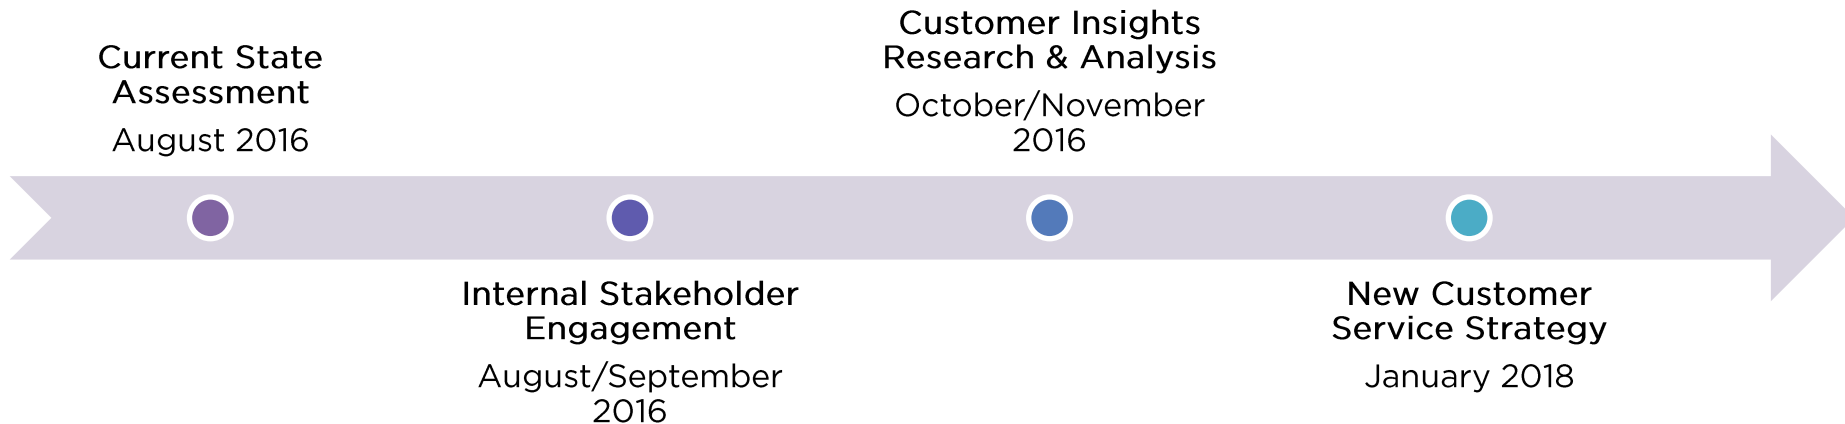 Current State
Assessment
August 2016
Internal Stakeholder
Engagement
August/September
2016
Customer Insights
Research & Analysis
October/November
2016
New Customer
Service Strategy
January 2018